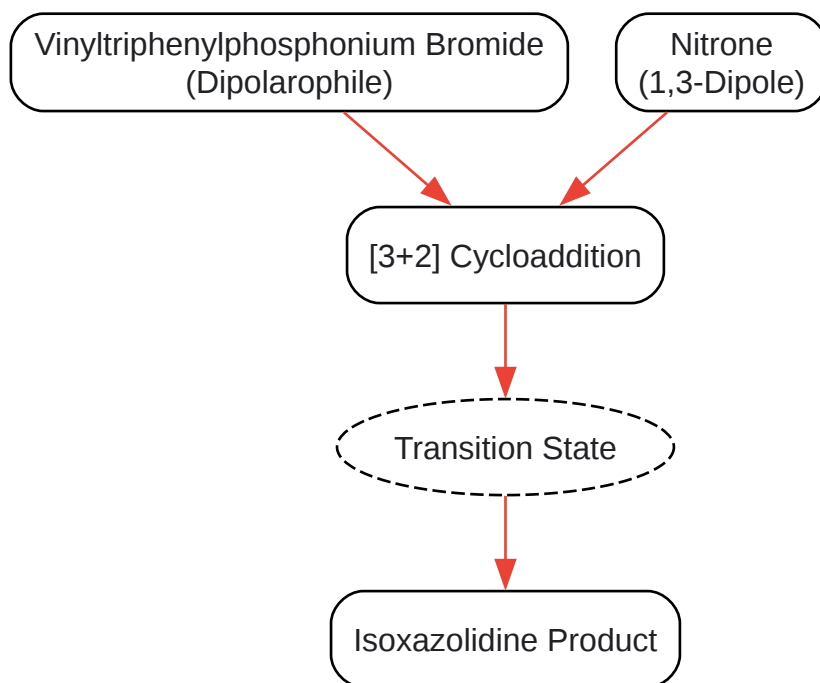 Vinyltriphenylphosphonium Bromide
(Dipolarophile)
Nitrone
(1,3-Dipole)
[3+2] Cycloaddition
Transition State
Isoxazolidine Product